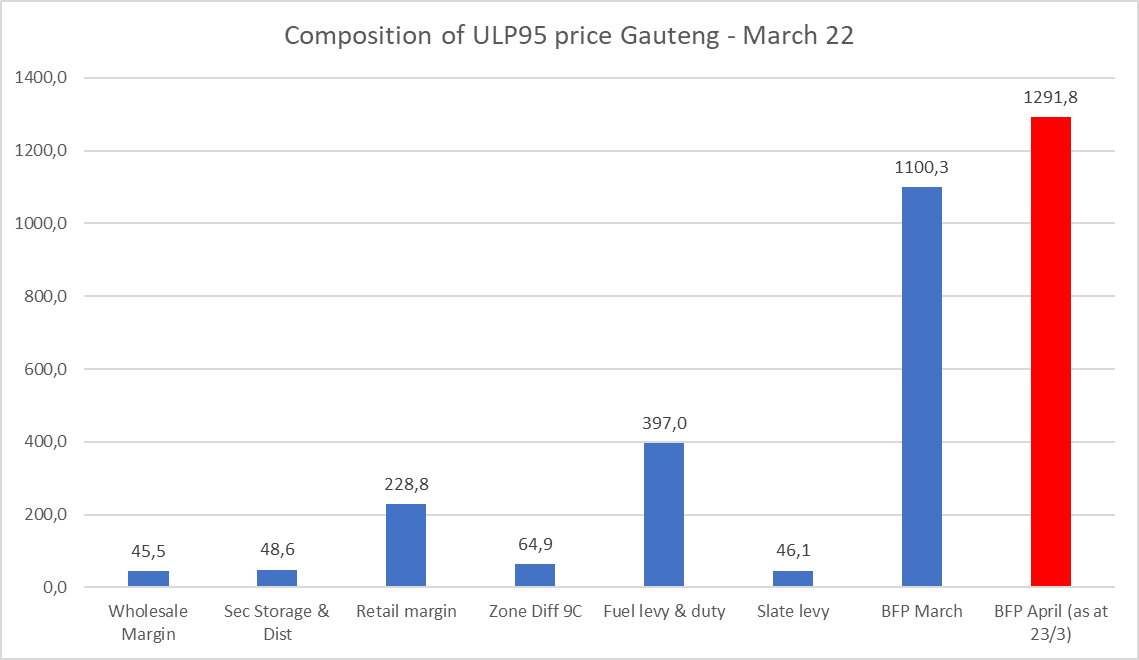 Composition of ULP95 price Gauteng - March 22
1400,0
1200,0
1000,0
800,0
600,0
400,0
200,0
0,0
45,5
48,6
228,8
64,9
397,0
46,1
1100,3
1291,8
Wholesale
Margin
Sec Storage &
Dist
Retail margin
Zone Diff 9C
Fuel levy & duty
Slate levy
BFP March
BFP April (as at
23/3)